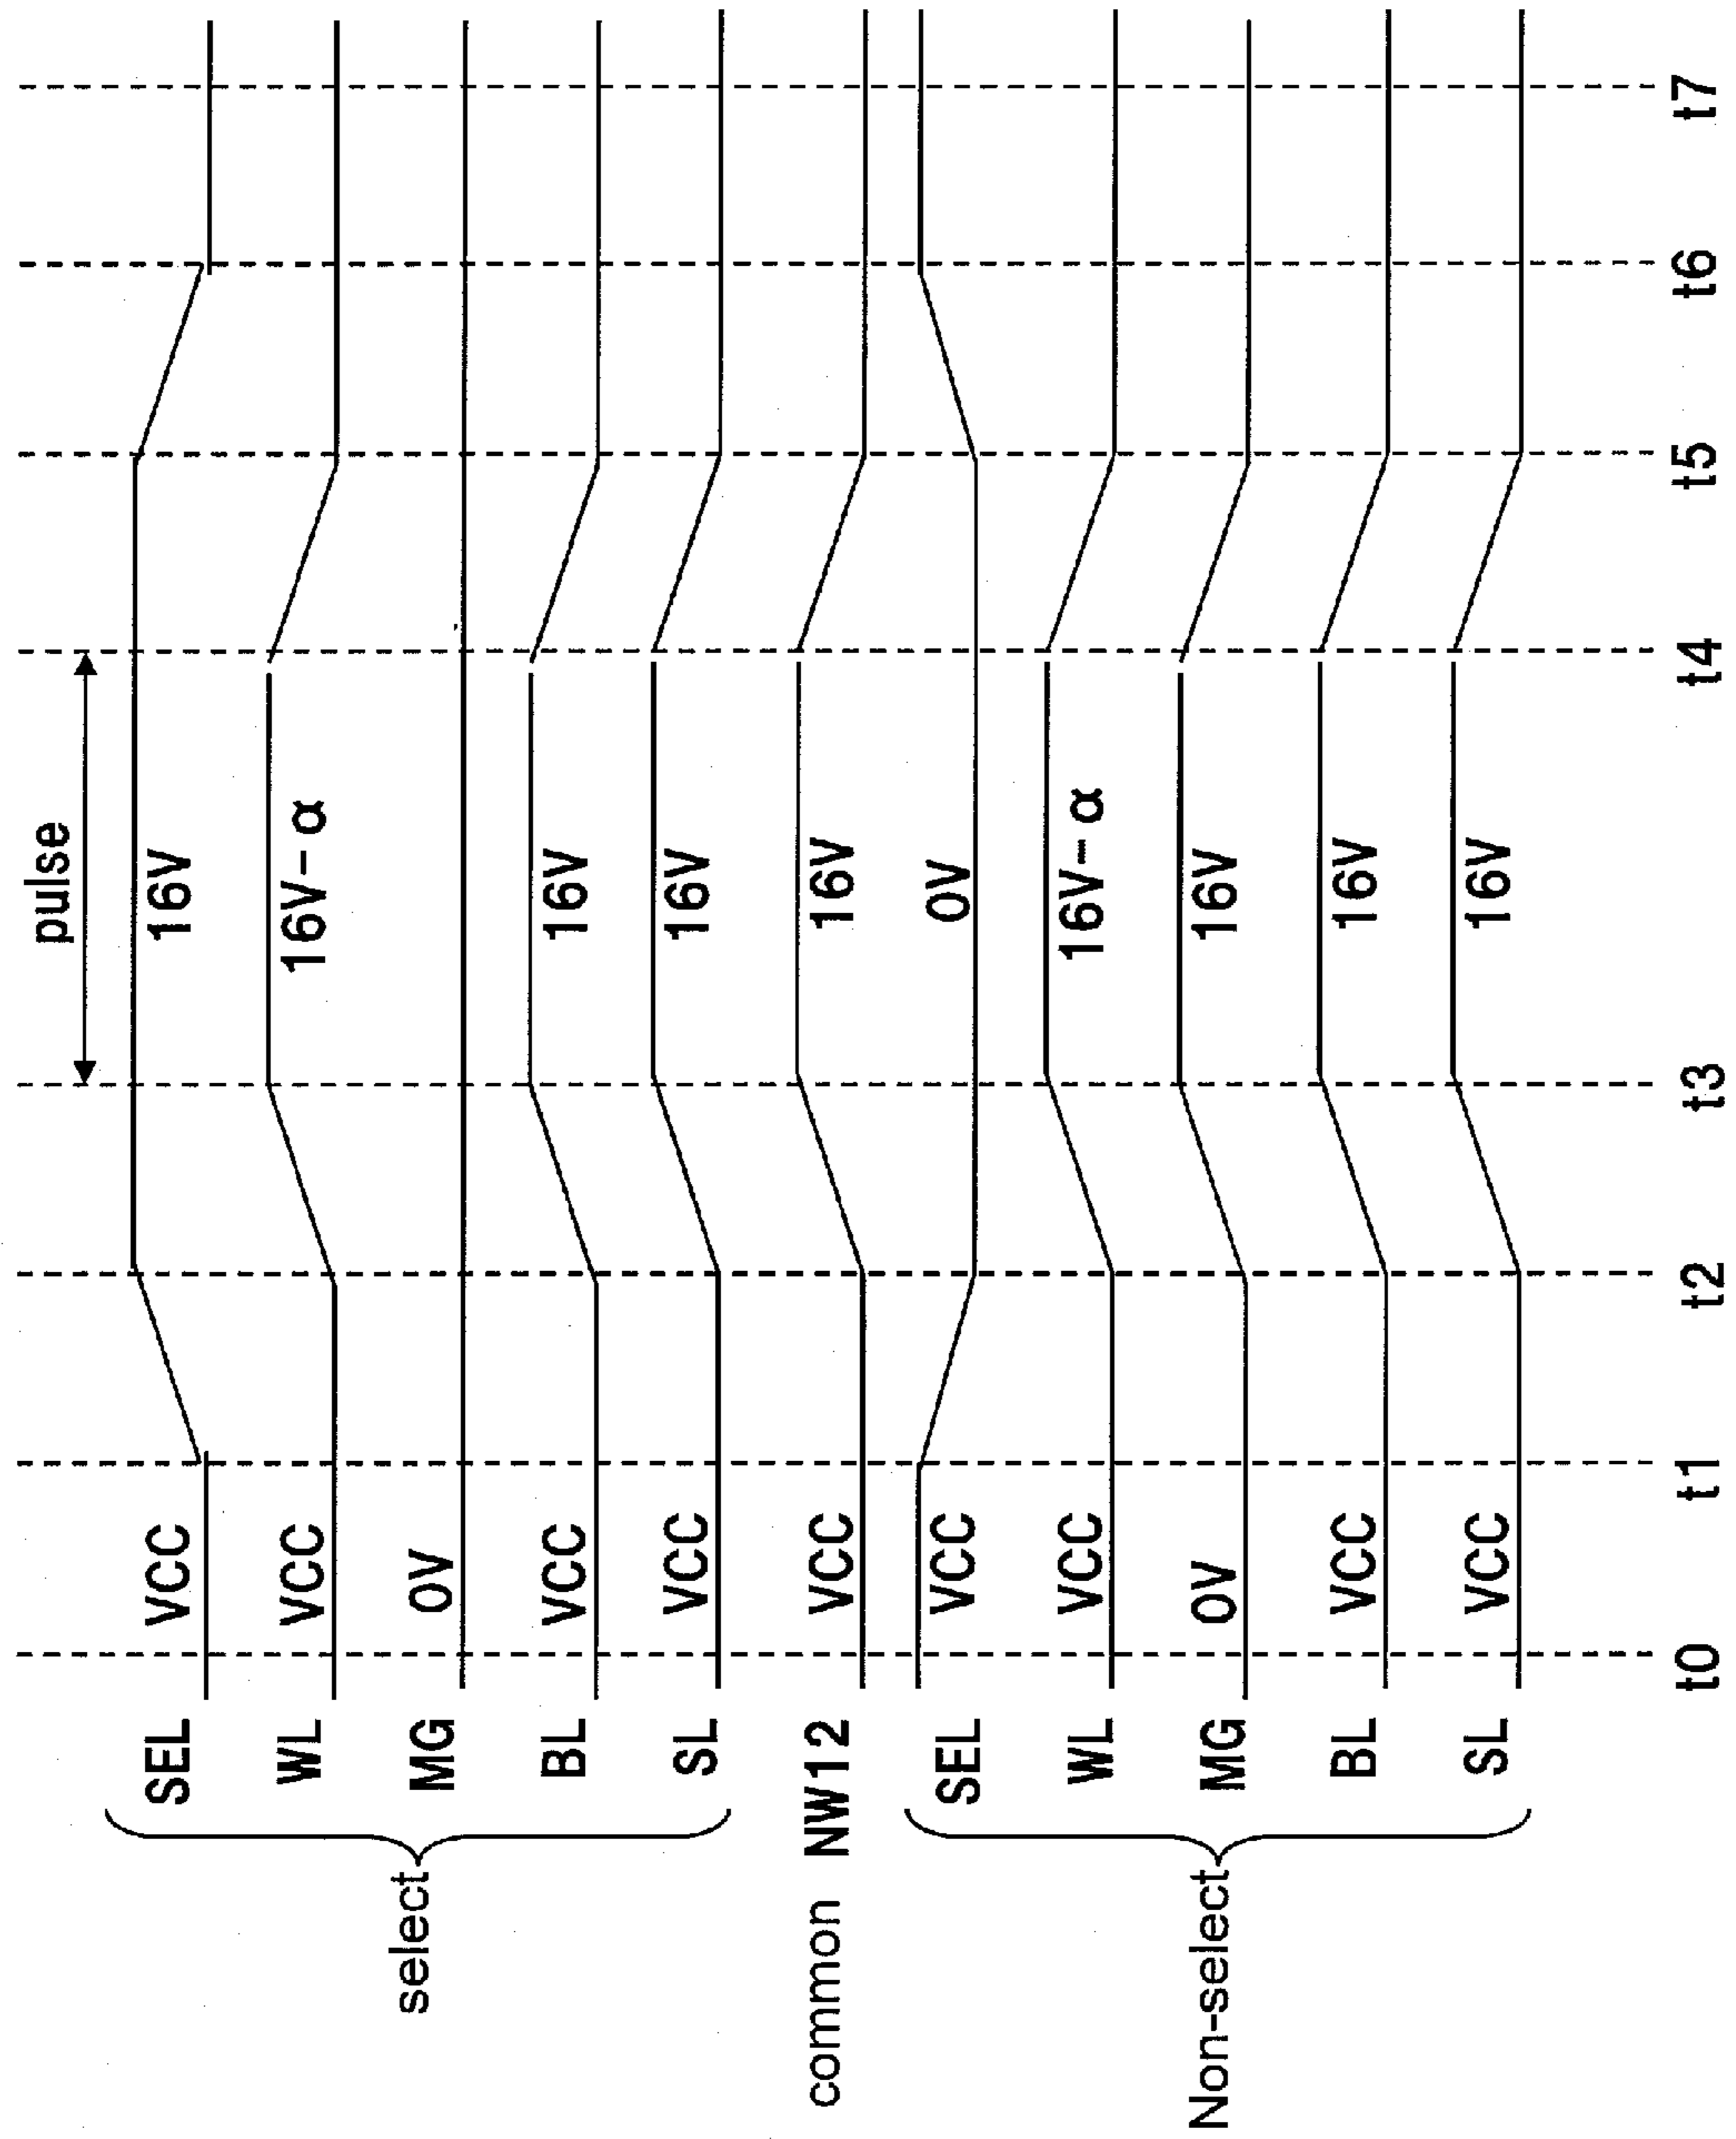 pulse
SEL VCC 16V
WL VCC 16V-α
MG 0V
BL VCC 16V
SL VCC 16V
select
common NW12 VCC 16V
SEL VCC 0V
WL VCC 16V-α
MG 0V 16V
BL VCC 16V
SL VCC 16V
Non-select
t0 t1 t2 t3 t4 t5 t6 t7